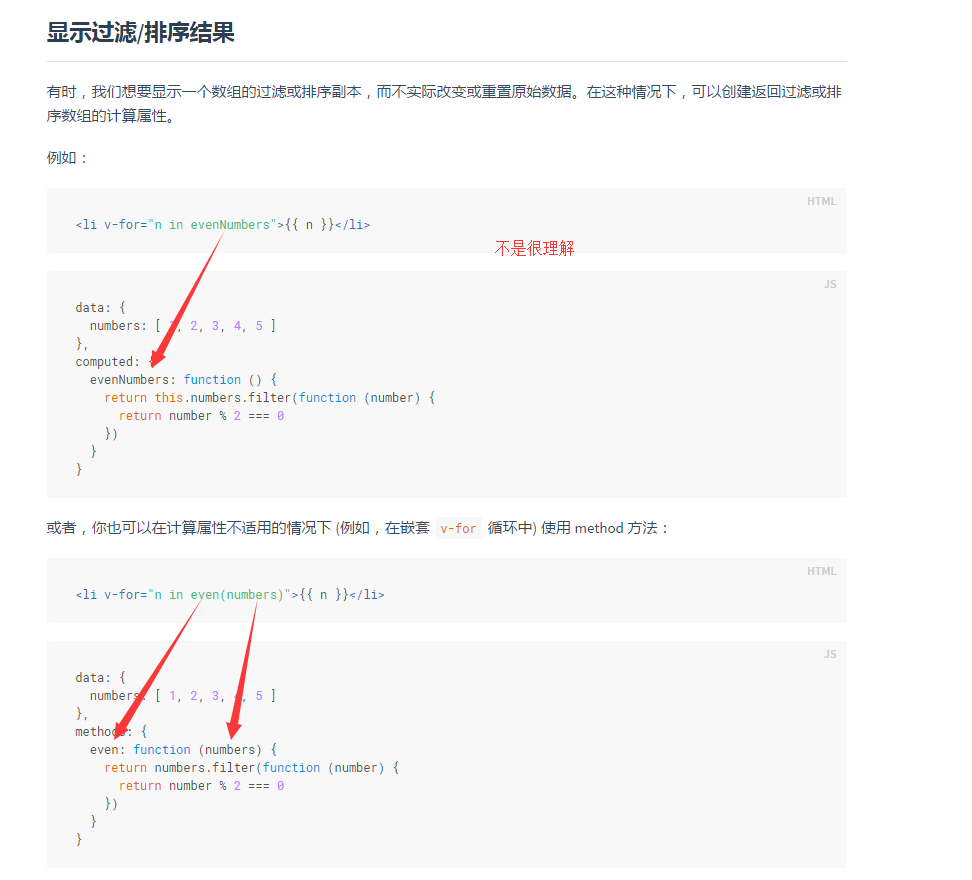 显示过滤/排序结果
有时，我们想要显示一个数组的过滤或排序副本，而不实际改变或重置原始数据。在这种情况下，可以创建返回过滤或排
序数组的计算属性。
例如：
HTML
<li v-for="n in evenNumbers">{{ n }}</li>
不是很理解
JS
data: {
numbers: [ 1, 2, 3, 4, 5 ]
},
computed: {
evenNumbers: function () {
return this.numbers.filter(function (number) {
return number % 2 === 0
})
}
}
或者，你也可以在计算属性不适用的情况下 (例如，在嵌套 v-for 循环中) 使用 method 方法：
HTML
<li v-for="n in even(numbers)">{{ n }}</li>
JS
data: {
numbers: [ 1, 2, 3, 4, 5 ]
},
methods: {
even: function (numbers) {
return numbers.filter(function (number) {
return number % 2 === 0
})
}
}